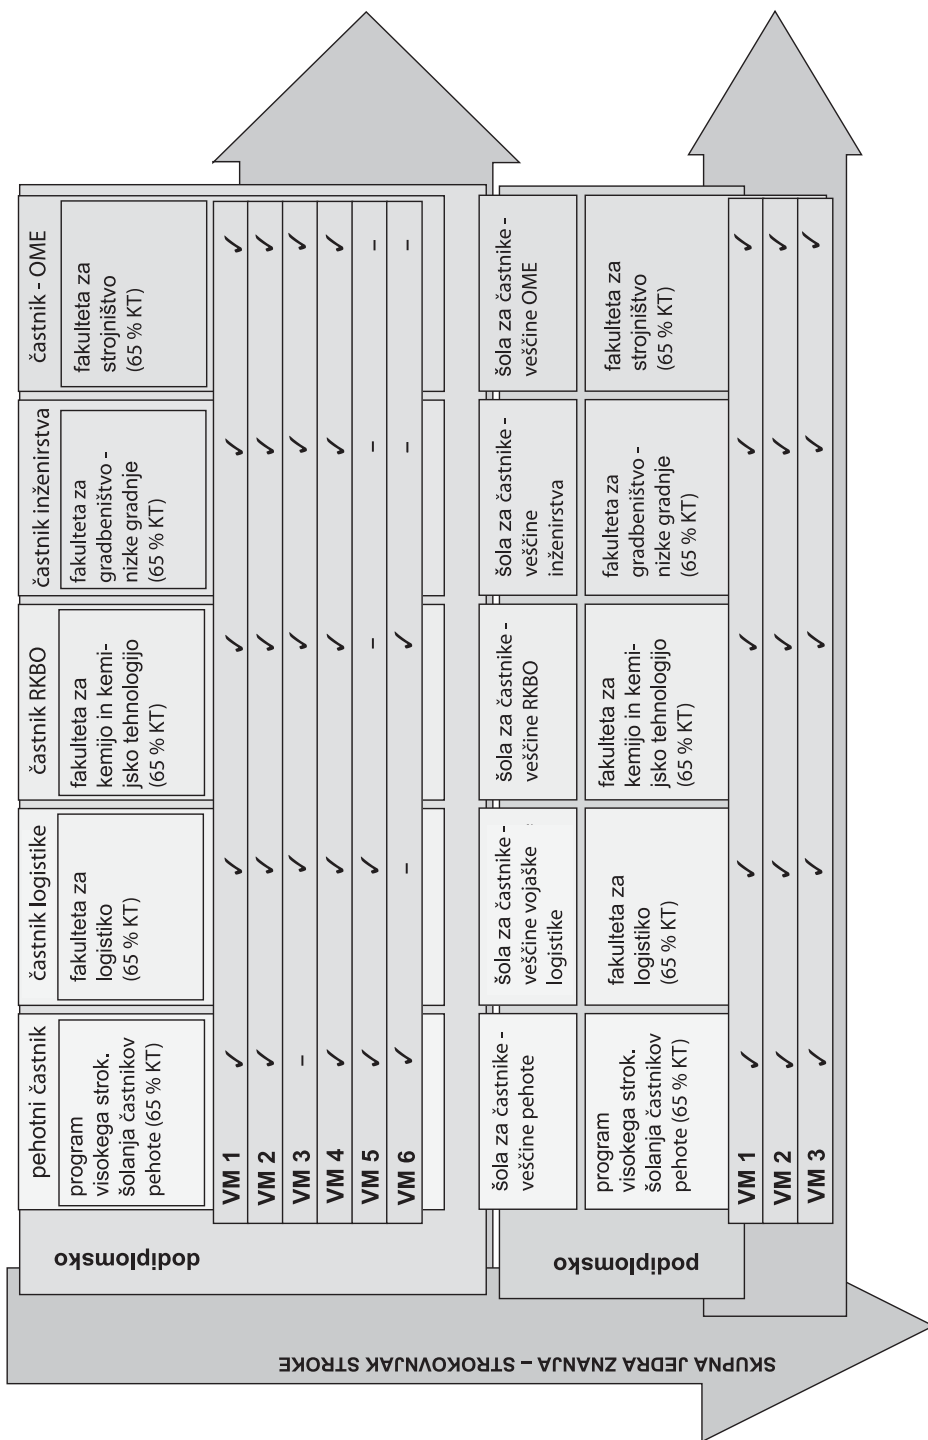 SKUPNA JEDRA ZNANJA – STROKOVNJAK STROKE
dodiplomsko
pehotni častnik
program
visokega strok.
šolanja častnikov
pehote (65 % KT)
častnik logistike
fakulteta za
logistiko
(65 % KT)
častnik RKBO
fakulteta za
kemijo in kemi-
jsko tehnologijo
(65 % KT)
častnik inženirstva
fakulteta za
gradbeništvo -
nizke gradnje
(65 % KT)
častnik - OME
fakulteta za
strojništvo
(65 % KT)
VM 1 ✓ ✓ ✓ ✓ ✓
VM 2 ✓ ✓ ✓ ✓ ✓
VM 3 – ✓ ✓ ✓ ✓
VM 4 ✓ ✓ ✓ ✓ ✓
VM 5 ✓ ✓ – – –
VM 6 ✓ – ✓ – –
podiplomsko
šola za častnike -
veščine pehote
šola za častnike -
veščine vojaške
logistike
šola za častnike -
veščine RKBO
šola za častnike -
veščine
inženirstva
šola za častnike -
veščine OME
program
visokega strok.
šolanja častnikov
pehote (65 % KT)
fakulteta za
logistiko
(65 % KT)
fakulteta za
kemijo in kemi-
jsko tehnologijo
(65 % KT)
fakulteta za
gradbeništvo -
nizke gradnje
(65 % KT)
fakulteta za
strojništvo
(65 % KT)
VM 1 ✓ ✓ ✓ ✓ ✓
VM 2 ✓ ✓ ✓ ✓ ✓
VM 3 ✓ ✓ ✓ ✓ ✓